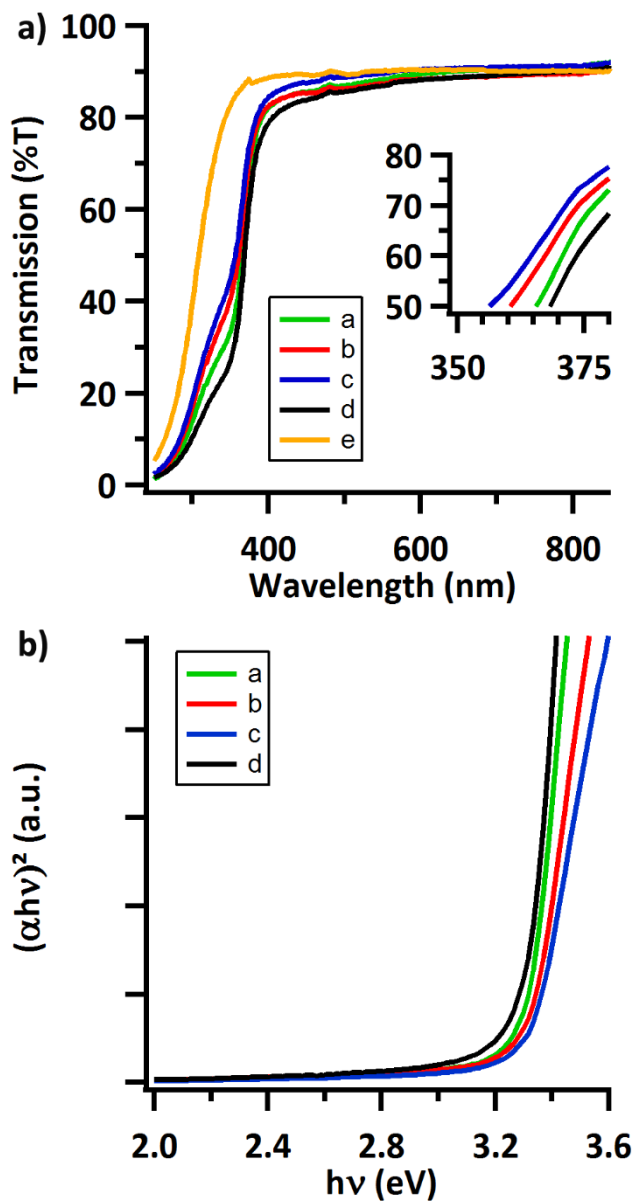 a)
100
80
60
40
20
0
Transmission (%T)
400
600
800
Wavelength (nm)
a
b
c
d
e
80
70
60
50
350
375
b)
a
b
c
d
(αhν)² (a.u.)
2.0
2.4
2.8
3.2
3.6
hν (eV)